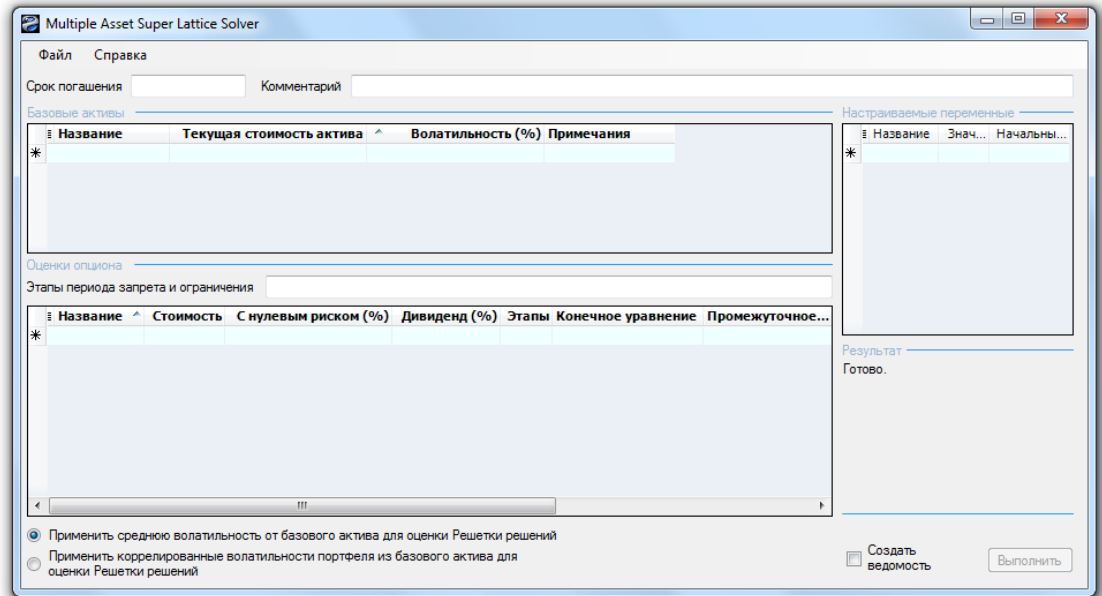 Multiple Asset Super Lattice Solver
Файл Справка
Срок погашения Комментарий
Базовые активы
Название Текущая стоимость актива Волатильность (%) Примечания
Настраиваемые переменные
Название Знач... Начальны...
Оценки опциона
Этапы периода запрета и ограничения
Название Стоимость С нулевым риском (%) Дивиденд (%) Этапы Конечное уравнение Промежуточное...
Результат
Готово.
Применить среднюю волатильность от базового актива для оценки Решетки решений
Применить коррелированные волатильности портфеля из базового актива для
оценки Решетки решений
Создать
ведомость
Выполнить